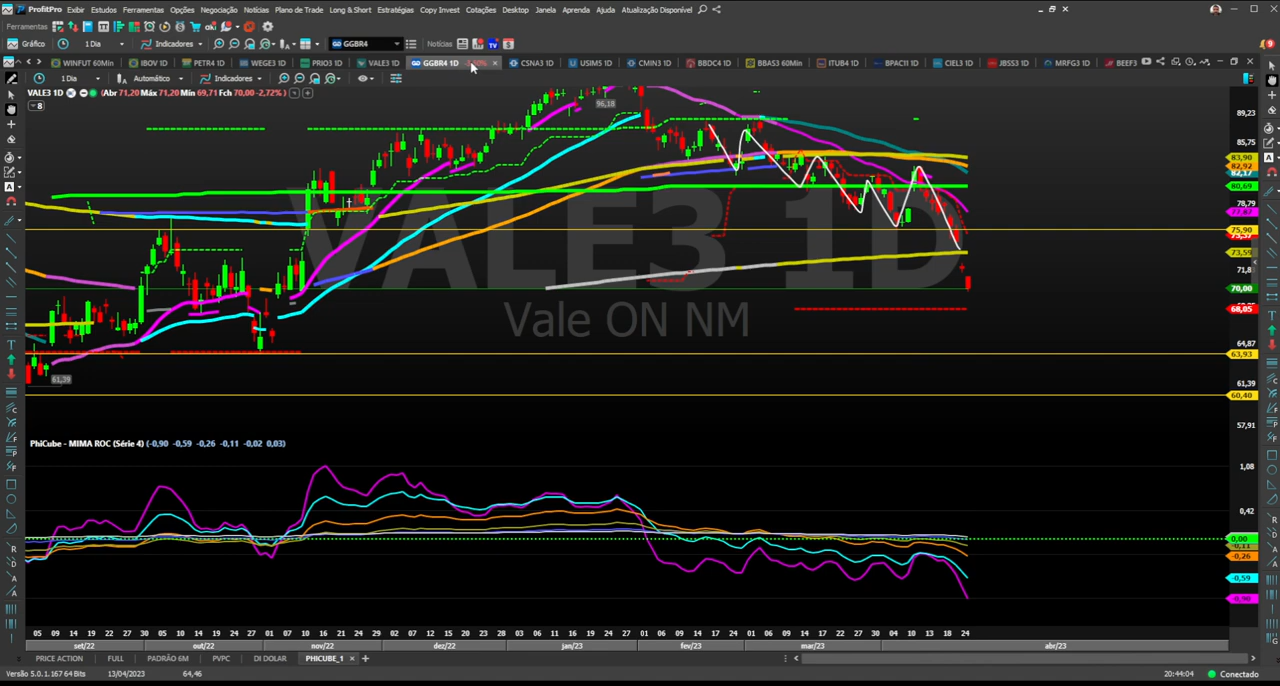 ProfitPro Exibir Estudos Ferramentas Opções Negociação Notícias Plano de Trade Long & Short Estratégias Copy Invest Cotações Desktop Janela Aprenda Ajuda Atualização Disponível
Ferramentas
Gráfico 1 Dia Indicadores GGBR4 Notícias
WINFUT 60Min IBOV 1D PETR4 1D WEGE3 1D PRIO3 1D VALE3 1D GGBR4 1D CSNA3 1D USIM5 1D CMIN3 1D BBDC4 1D BBAS3 60Min ITUB4 1D BPAC11 1D CIEL3 1D JBSS3 1D MRFG3 1D BEEF3
1 Dia Automático Indicadores
VALE3 1D (Abr 71,20 Máx 71,20 Mín 69,71 Fch 70,00 -2,72%)
8
96,18
89,23
85,75
83,90
82,92
82,17
80,69
78,79
77,87
75,90
73,59
71,8
70,00
68,05
64,87
63,93
61,39
61,39
60,40
57,91
VALE3 1D
Vale ON NM
PhiCube - MIMA ROC (Série 4) (-0,90 -0,59 -0,26 -0,11 -0,02 0,03)
1,08
0,42
0,00
-0,11
-0,26
-0,59
-0,90
05 09 14 19 22 27 30 05 10 14 19 24 27 01 07 10 16 21 24 29 02 07 12 15 20 23 28 03 06 11 16 19 24 27 01 06 09 14 17 24 01 06 09 14 17 22 27 30 05 10 13 18 24
set/22 out/22 nov/22 dez/22 jan/23 fev/23 mar/23 abr/23
PRICE ACTION FULL PADRÃO 6M PVPC DI DOLAR PHICUBE_1
Versão 5.0.1.167 64 Bits 13/04/2023 64,46 20:44:04 Conectado